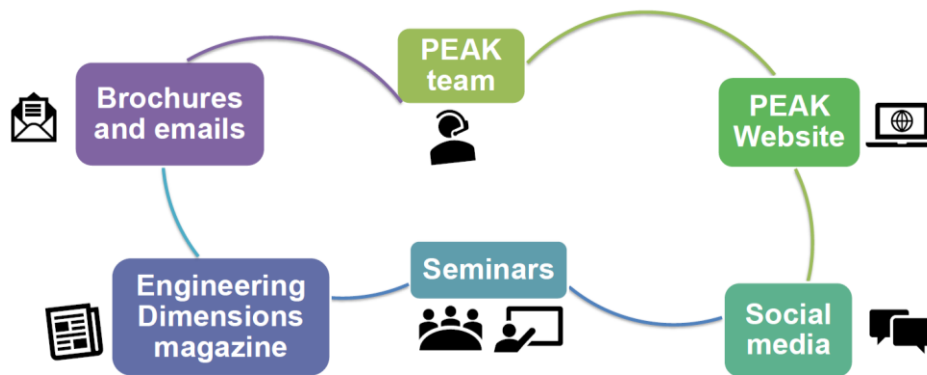 PEAK
team
Brochures
and emails
PEAK
Website
Engineering
Dimensions
magazine
Seminars
Social
media